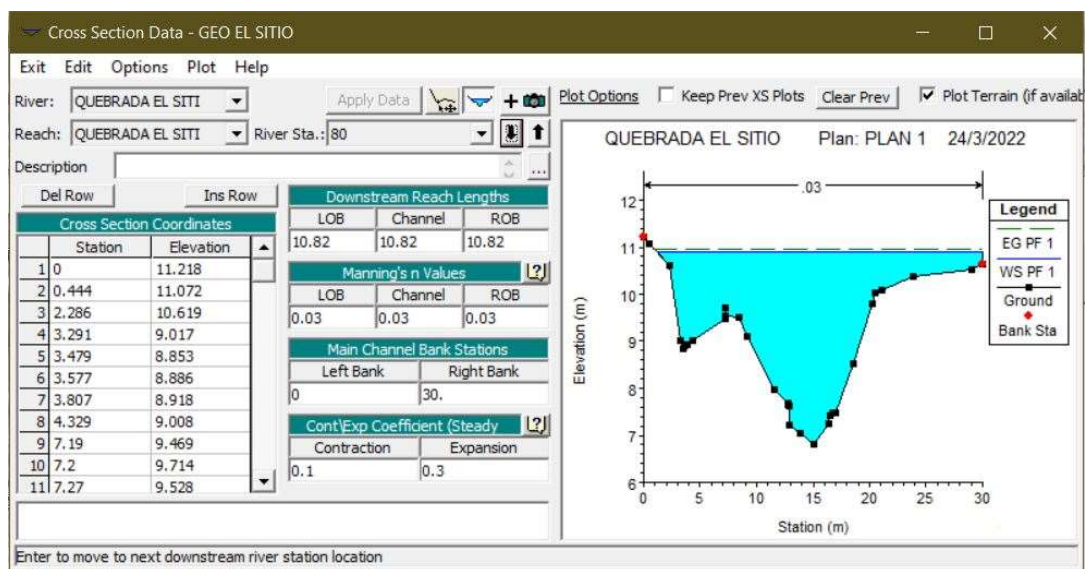 Cross Section Data - GEO EL SITIO
Exit Edit Options Plot Help
River: QUEBRADA EL SITI Apply Data
Reach: QUEBRADA EL SITI River Sta.: 80
Description ...
Del Row Ins Row
Cross Section Coordinates
Station Elevation
1 0 11.218
2 0.444 11.072
3 2.286 10.619
4 3.291 9.017
5 3.479 8.853
6 3.577 8.886
7 3.807 8.918
8 4.329 9.008
9 7.19 9.469
10 7.2 9.714
11 7.27 9.528
Downstream Reach Lengths
LOB Channel ROB
10.82 10.82 10.82
Manning's n Values
LOB Channel ROB
0.03 0.03 0.03
Main Channel Bank Stations
Left Bank Right Bank
0 30.
Cont\Exp Coefficient (Steady
Contraction Expansion
0.1 0.3
Plot Options Keep Prev XS Plots Clear Prev Plot Terrain (if availab
QUEBRADA EL SITIO Plan: PLAN 1 24/3/2022
.03
12
11
10
9
8
7
6
Elevation (m)
0 5 10 15 20 25 30
Station (m)
Legend
EG PF 1
WS PF 1
Ground
Bank Sta
Enter to move to next downstream river station location